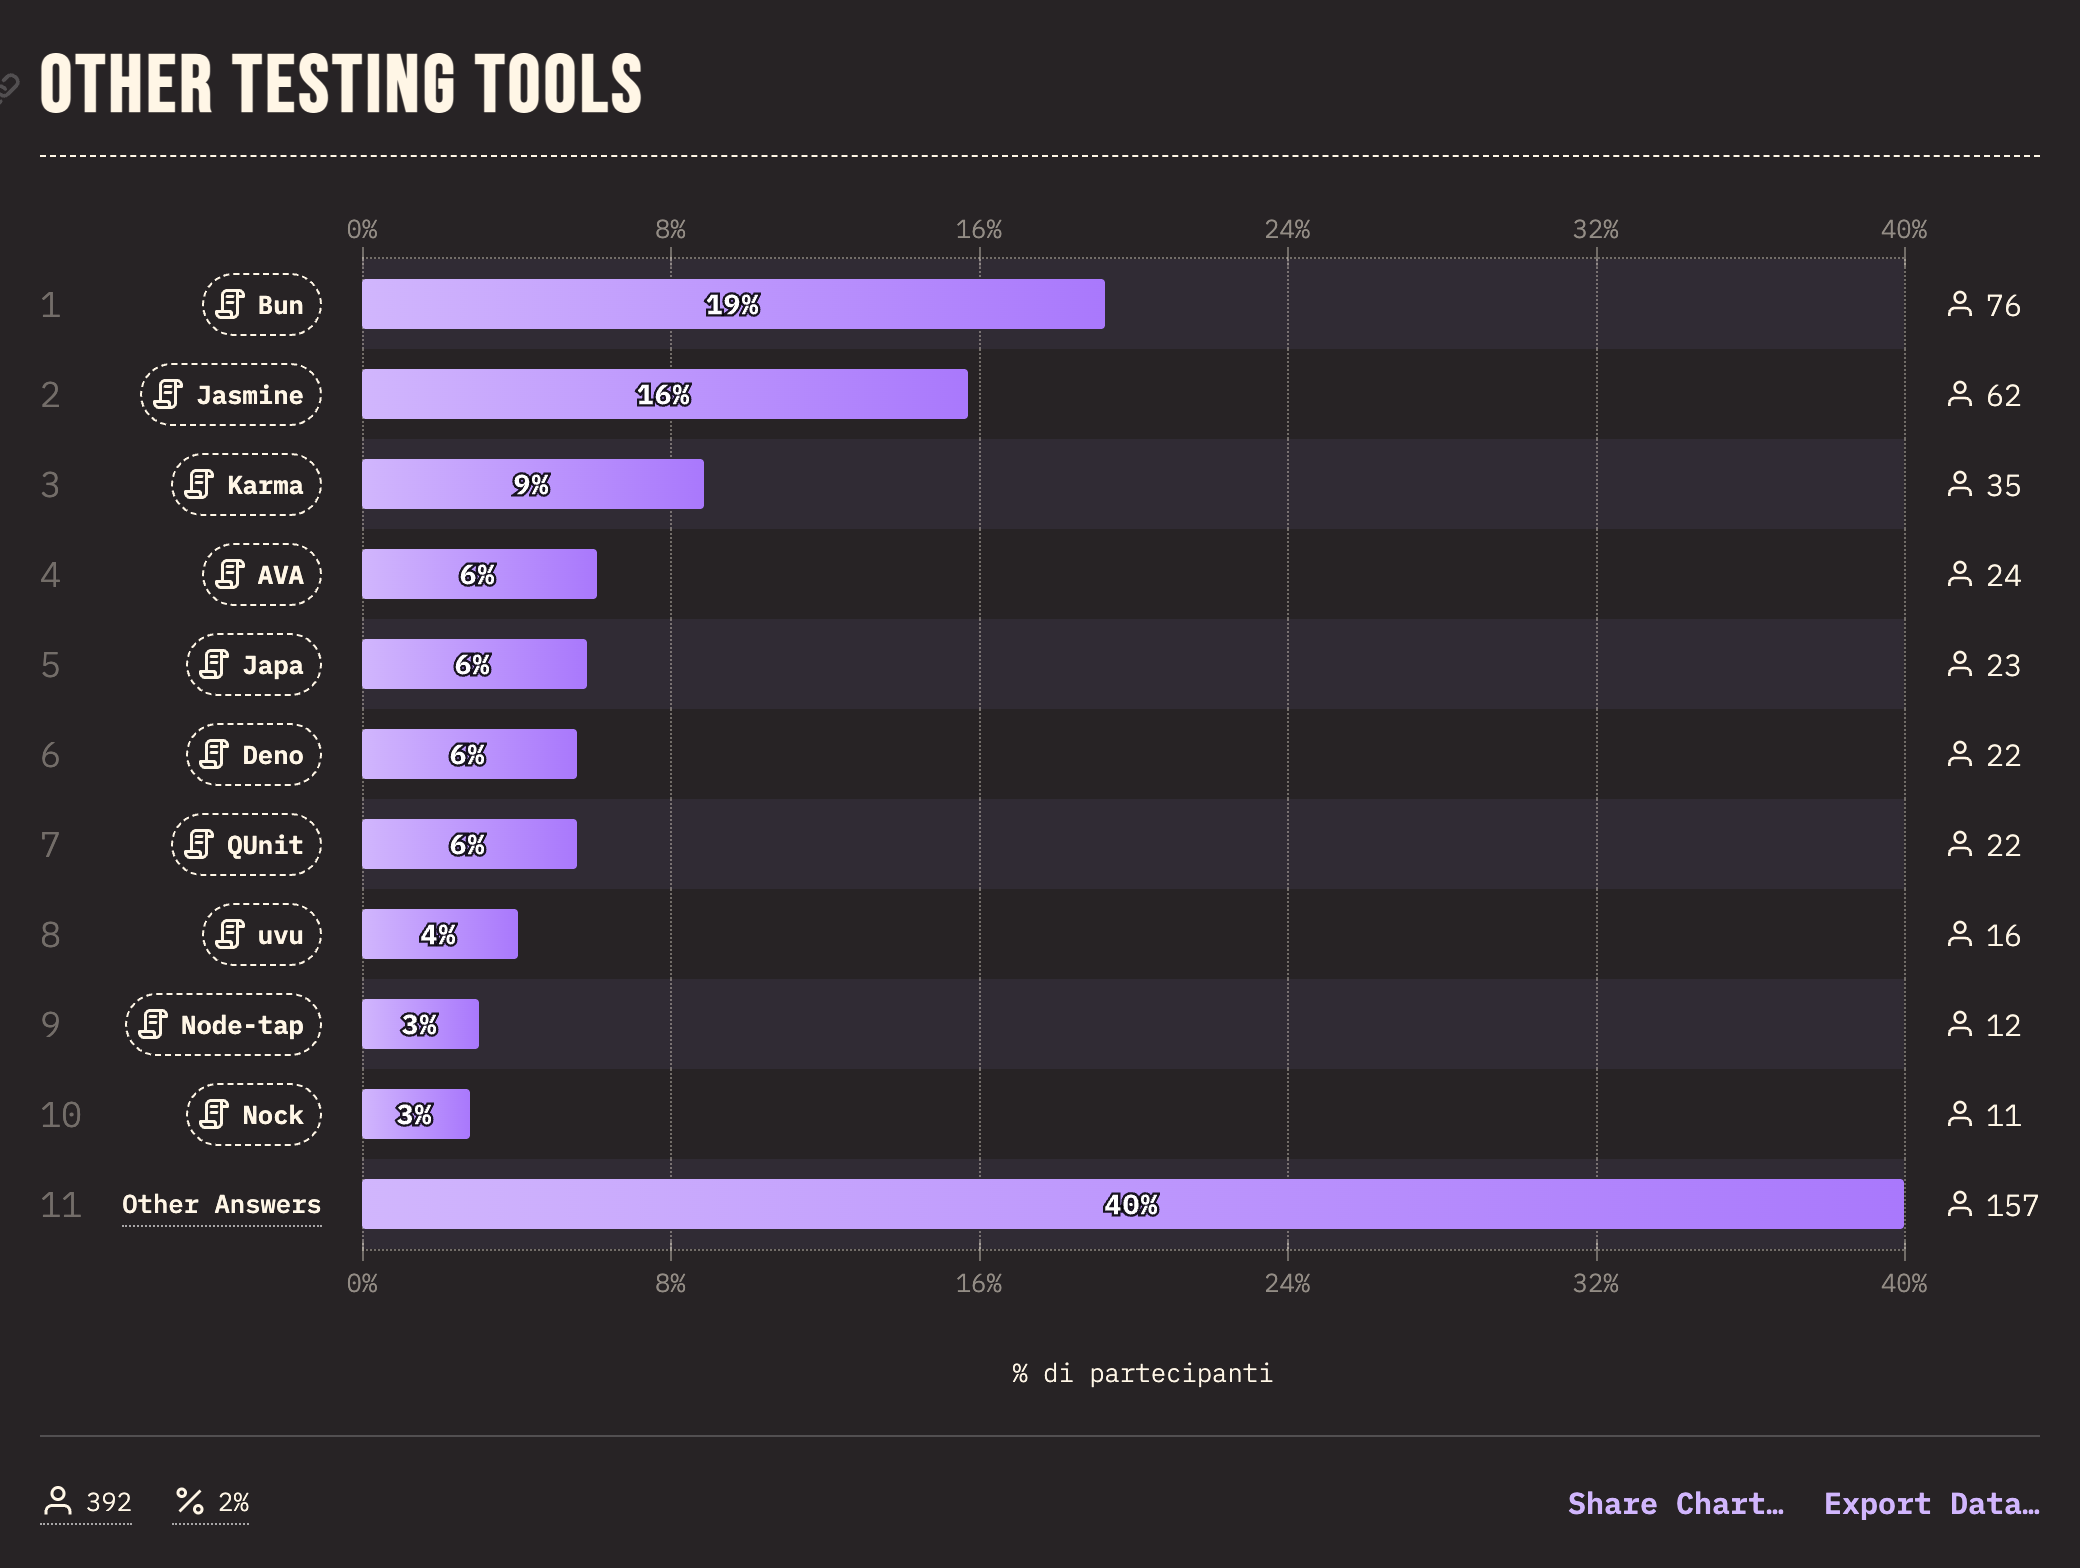 OTHER TESTING TOOLS
0% 8% 16% 24% 32% 40%
1 Bun 19% 76
2 Jasmine 16% 62
3 Karma 9% 35
4 AVA 6% 24
5 Japa 6% 23
6 Deno 6% 22
7 QUnit 6% 22
8 uvu 4% 16
9 Node-tap 3% 12
10 Nock 3% 11
11 Other Answers 40% 157
0% 8% 16% 24% 32% 40%
% di partecipanti
392 2% Share Chart… Export Data…